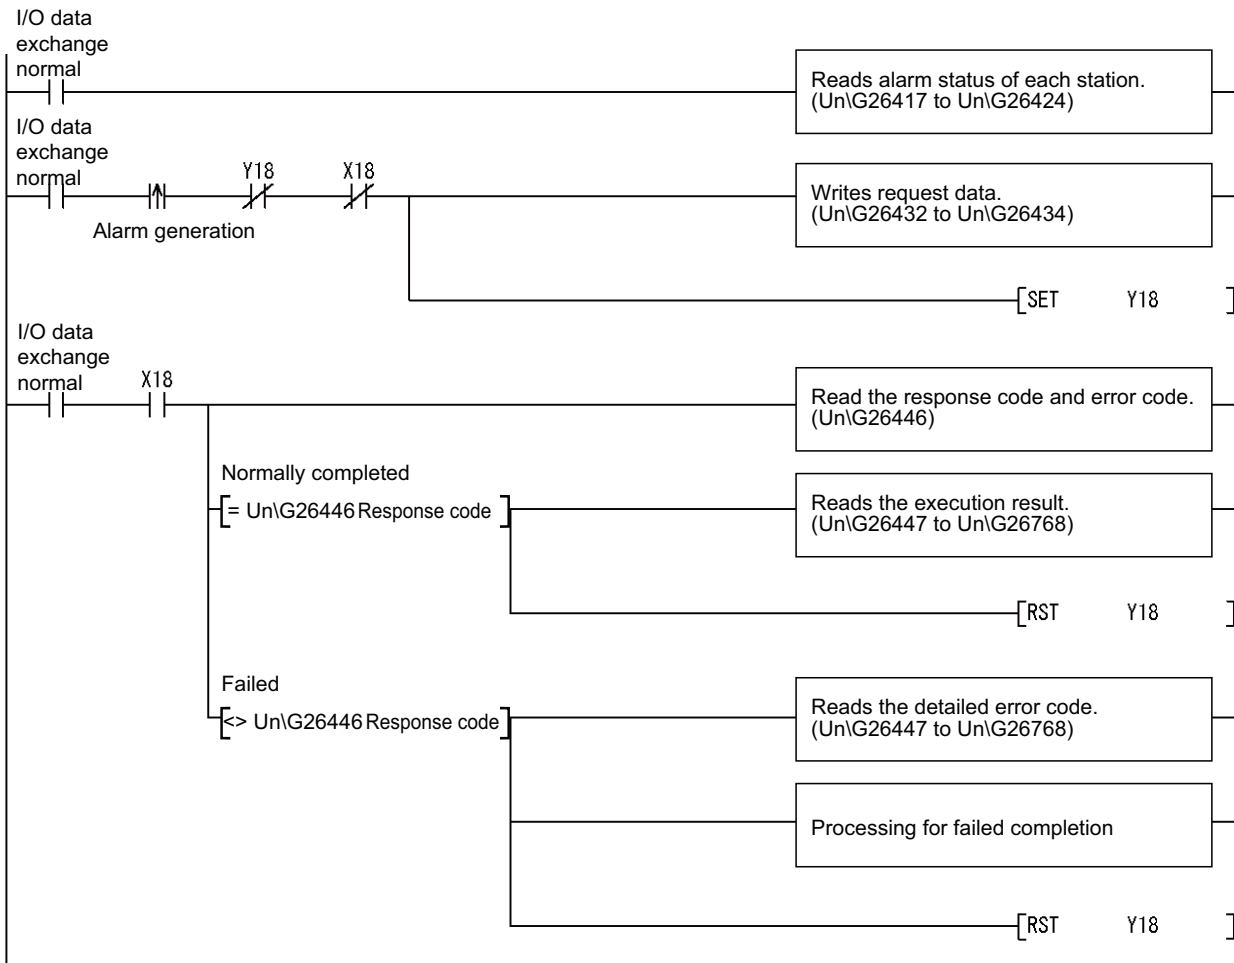 I/O data
exchange
normal
Reads alarm status of each station.
(Un\G26417 to Un\G26424)
I/O data
exchange
normal
Y18
X18
Alarm generation
Writes request data.
(Un\G26432 to Un\G26434)
SET Y18
I/O data
exchange
normal
X18
Read the response code and error code.
(Un\G26446)
Normally completed
= Un\G26446 Response code
Reads the execution result.
(Un\G26447 to Un\G26768)
RST Y18
Failed
<> Un\G26446 Response code
Reads the detailed error code.
(Un\G26447 to Un\G26768)
Processing for failed completion
RST Y18